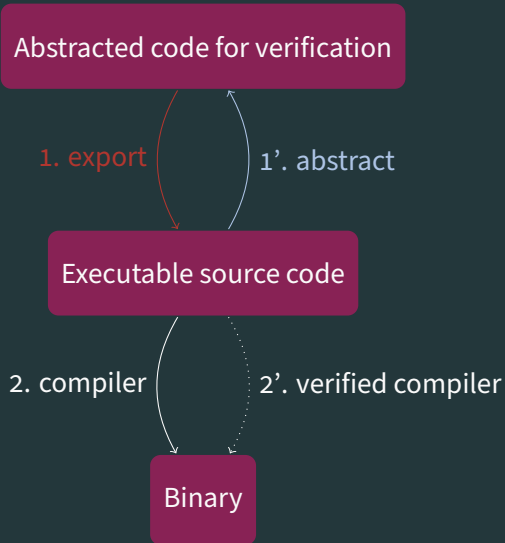 Abstracted code for verification
1. export
1’. abstract
Executable source code
2. compiler
2’. verified compiler
Binary